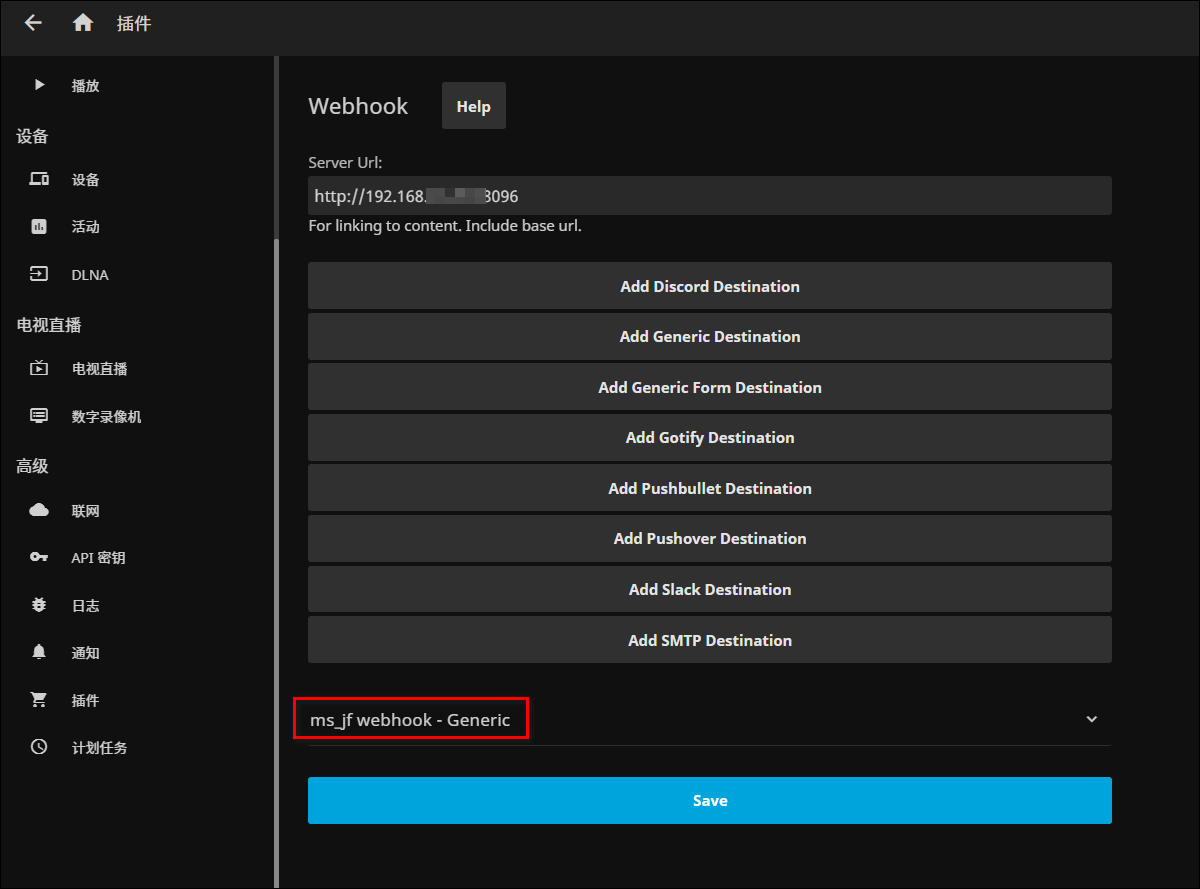 插件
播放
设备
设备
活动
DLNA
电视直播
电视直播
数字录像机
高级
联网
API 密钥
日志
通知
插件
计划任务
Webhook
Help
Server Url:
http://192.168. 8096
For linking to content. Include base url.
Add Discord Destination
Add Generic Destination
Add Generic Form Destination
Add Gotify Destination
Add Pushbullet Destination
Add Pushover Destination
Add Slack Destination
Add SMTP Destination
ms_jf webhook - Generic
Save